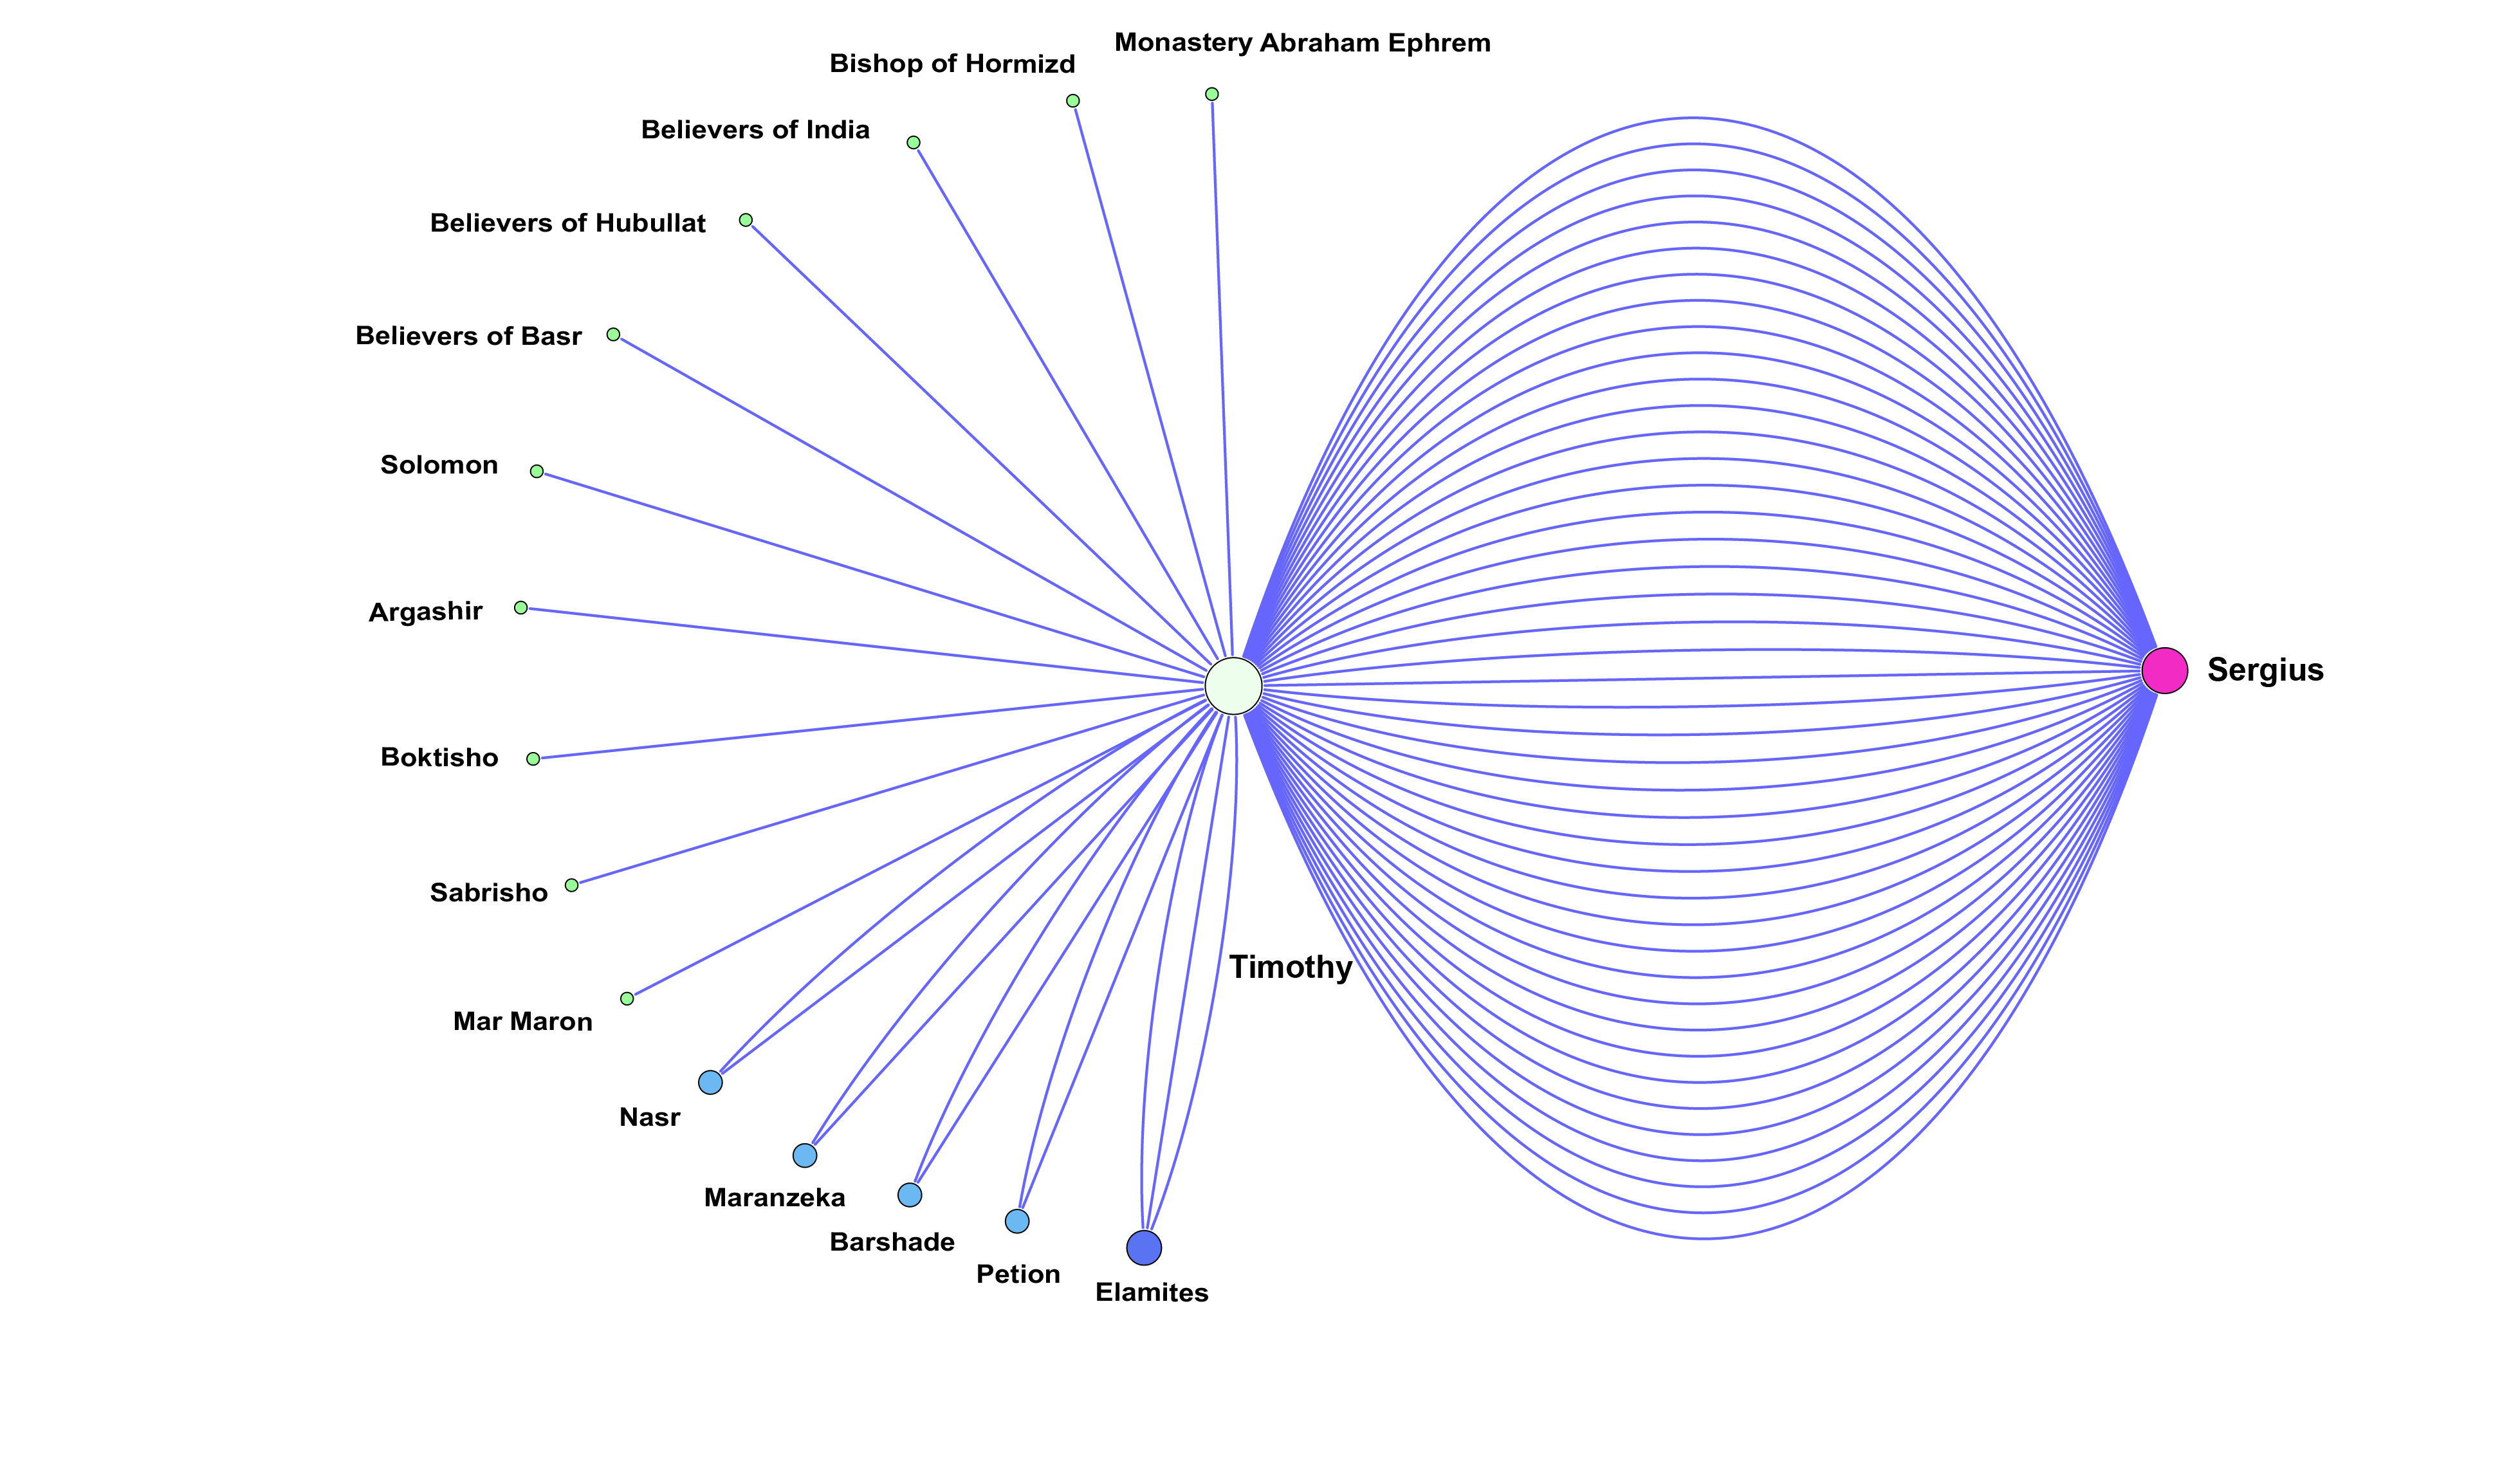 Monastery Abraham Ephrem
Bishop of Hormizd
Believers of India
Believers of Hubullat
Believers of Basr
Solomon
Argashir
Sergius
Boktisho
Sabrisho
Timothy
Mar Maron
Nasr
Maranzeka
Barshade
Petion
Elamites